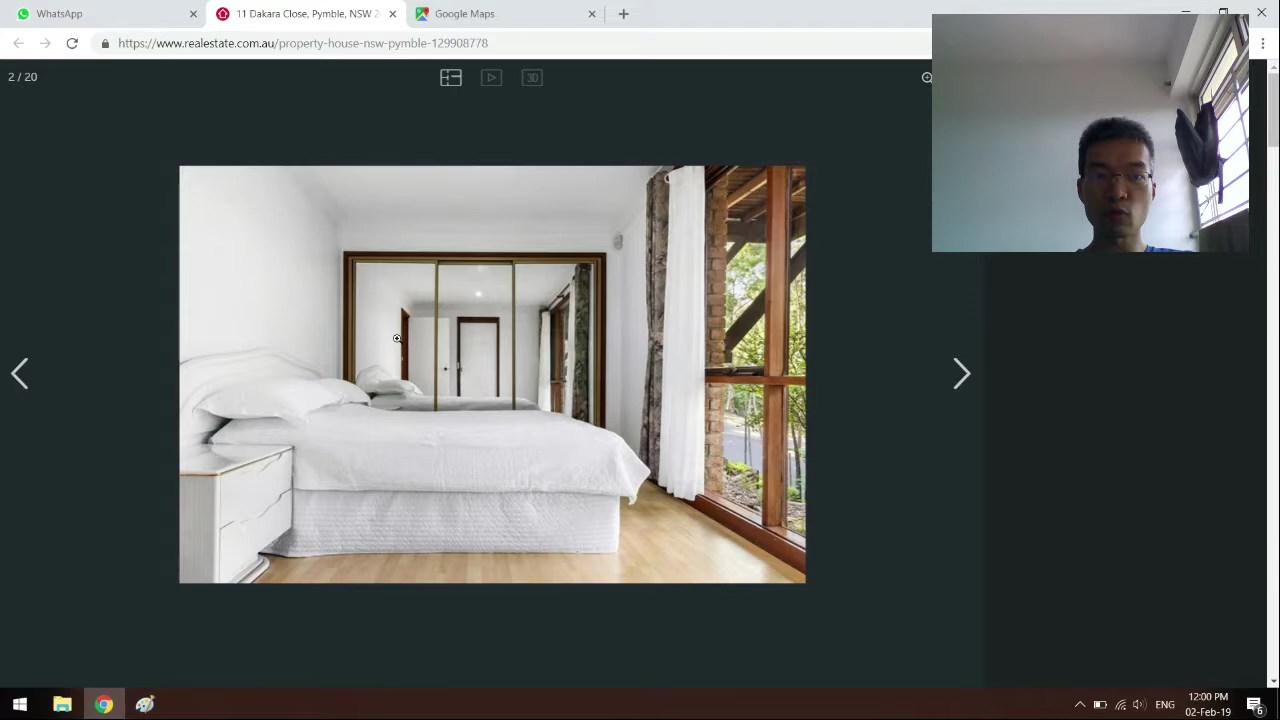 WhatsApp
11 Dakara Close, Pymble, NSW 2
Google Maps
https://www.realestate.com.au/property-house-nsw-pymble-129908778
2 / 20
3D
12:00 PM
ENG
02-Feb-19
6